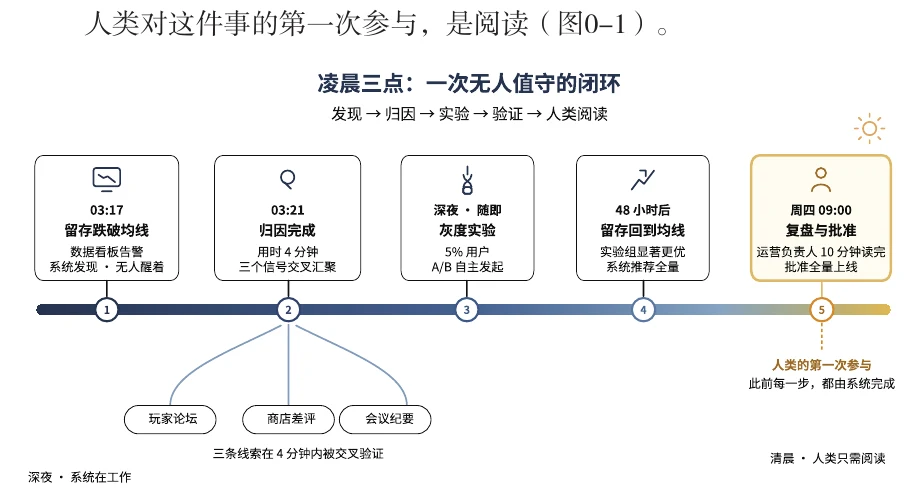 人类对这件事的第一次参与，是阅读（图0-1）。
凌晨三点：一次无人值守的闭环
发现 → 归因 → 实验 → 验证 → 人类阅读
03:17
留存跌破均线
数据看板告警
系统发现 · 无人醒着
03:21
归因完成
用时 4 分钟
三个信号交叉汇聚
深夜 · 随即
灰度实验
5% 用户
A/B 自主发起
48 小时后
留存回到均线
实验组显著更优
系统推荐全量
周四 09:00
复盘与批准
运营负责人 10 分钟读完
批准全量上线
1
2
3
4
5
人类的第一次参与
此前每一步，都由系统完成
玩家论坛
商店差评
会议纪要
三条线索在 4 分钟内被交叉验证
清晨 · 人类只需阅读
深夜 · 系统在工作